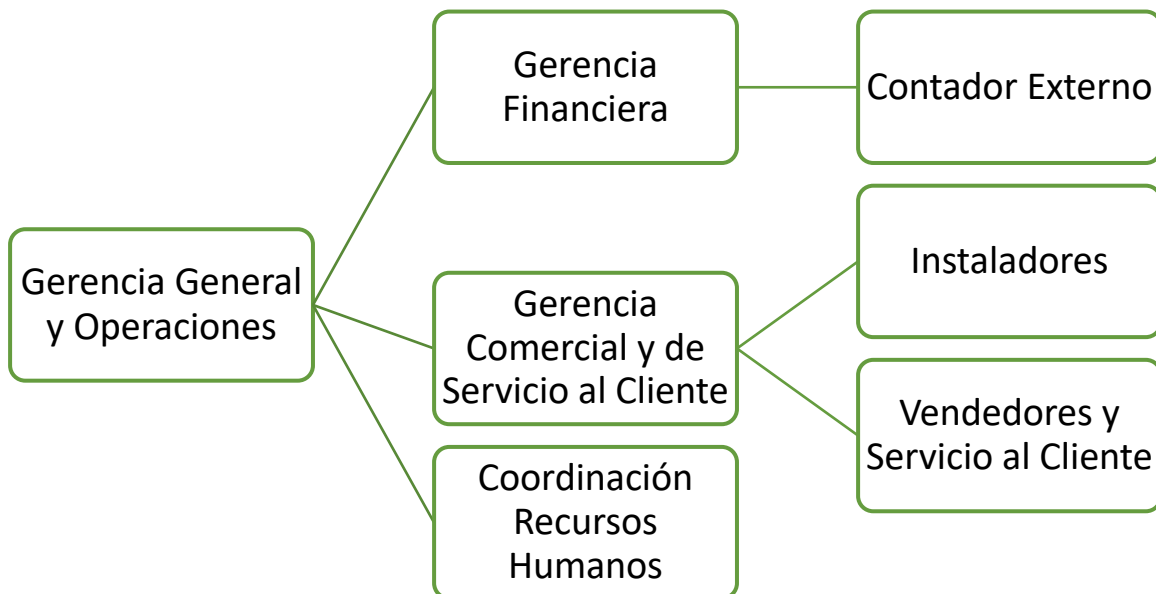 Gerencia General
y Operaciones
Gerencia
Financiera
Contador Externo
Gerencia
Comercial y de
Servicio al Cliente
Instaladores
Vendedores y
Servicio al Cliente
Coordinación
Recursos
Humanos